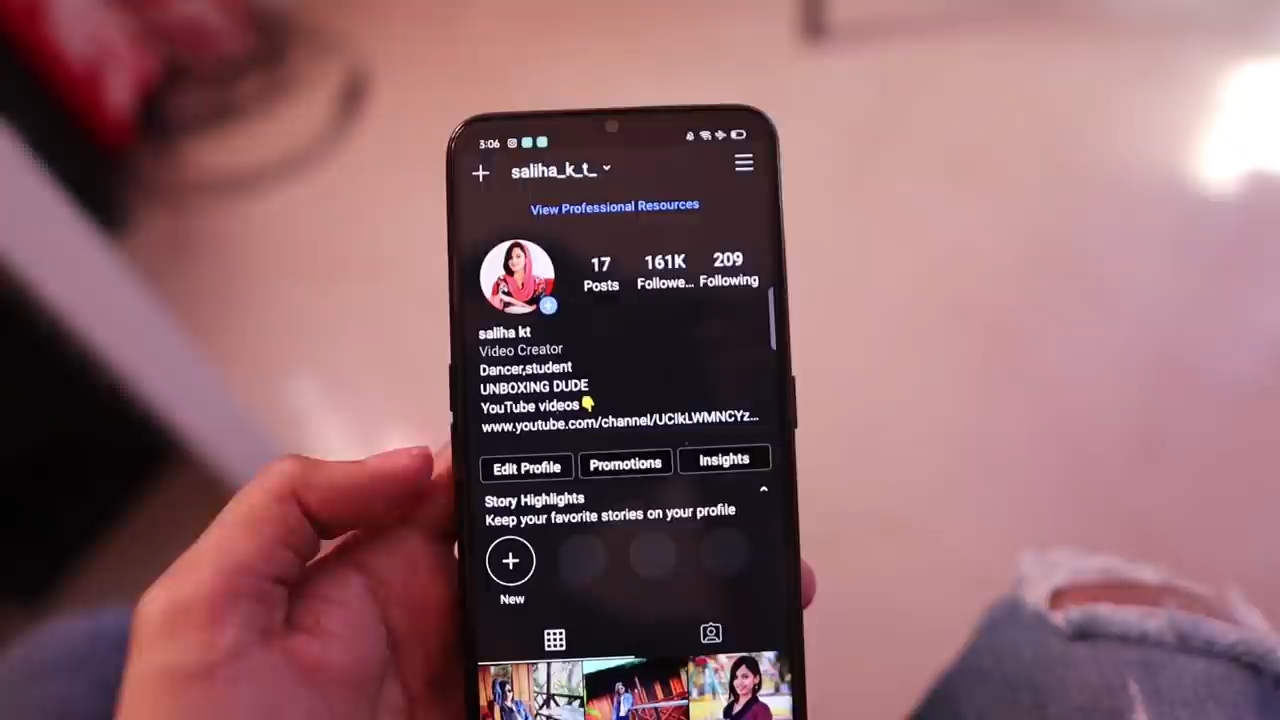 3:06
saliha_k_t_
View Professional Resources
17 161K 209
Posts Followe... Following
saliha kt
Video Creator
Dancer,student
UNBOXING DUDE
YouTube videos👇
www.youtube.com/channel/UCIkLWMNCYz...
Edit Profile Promotions Insights
Story Highlights
Keep your favorite stories on your profile
New